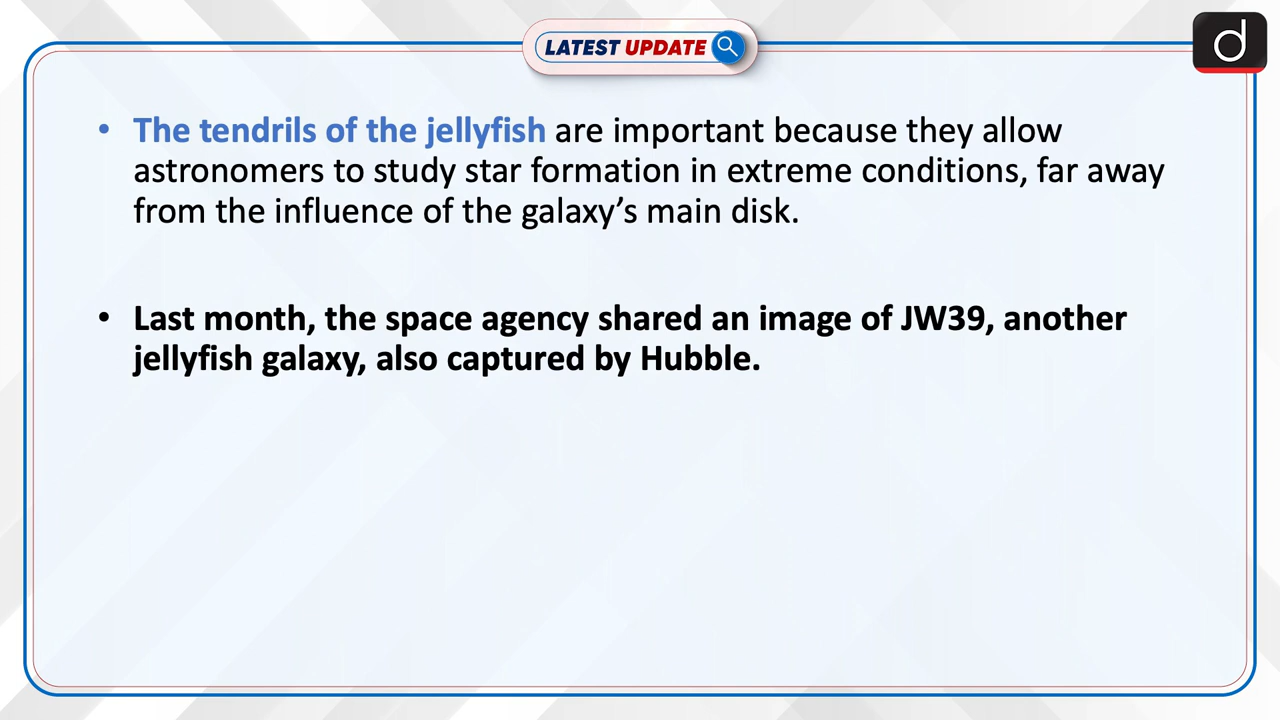 LATEST UPDATE
d
• The tendrils of the jellyfish are important because they allow
astronomers to study star formation in extreme conditions, far away
from the influence of the galaxy’s main disk.
• Last month, the space agency shared an image of JW39, another
jellyfish galaxy, also captured by Hubble.